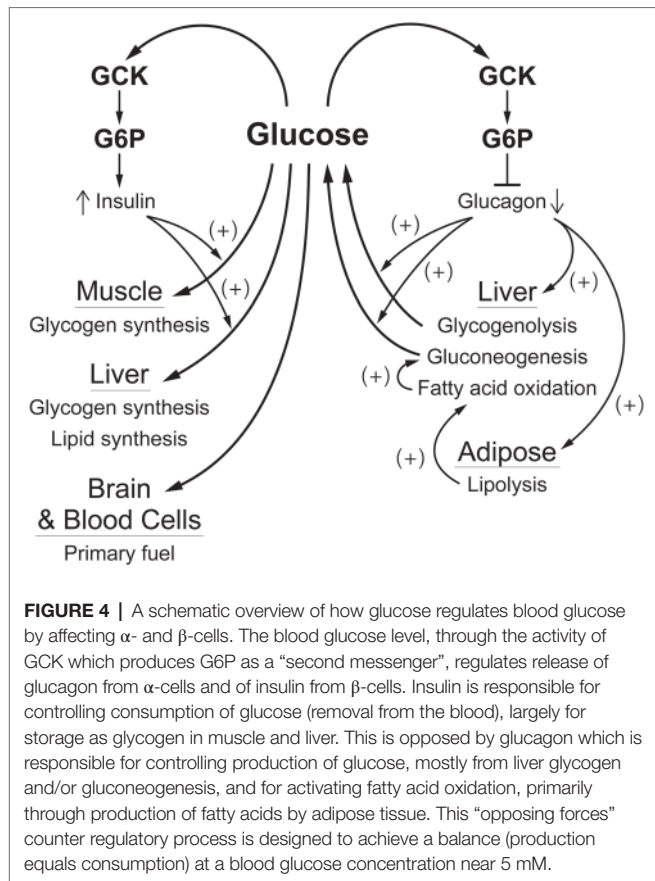 GCK
G6P
↑ Insulin
Glucose
GCK
G6P
Glucagon ↓
(+)
(+)
(+)
(+)
(+)
(+)
(+)
(+)
Muscle
Glycogen synthesis
Liver
Glycogen synthesis
Lipid synthesis
Brain
& Blood Cells
Primary fuel
Liver
Glycogenolysis
Gluconeogenesis
Fatty acid oxidation
Adipose
Lipolysis
FIGURE 4 | A schematic overview of how glucose regulates blood glucose
by affecting α- and β-cells. The blood glucose level, through the activity of
GCK which produces G6P as a “second messenger”, regulates release of
glucagon from α-cells and of insulin from β-cells. Insulin is responsible for
controlling consumption of glucose (removal from the blood), largely for
storage as glycogen in muscle and liver. This is opposed by glucagon which is
responsible for controlling production of glucose, mostly from liver glycogen
and/or gluconeogenesis, and for activating fatty acid oxidation, primarily
through production of fatty acids by adipose tissue. This “opposing forces”
counter regulatory process is designed to achieve a balance (production
equals consumption) at a blood glucose concentration near 5 mM.